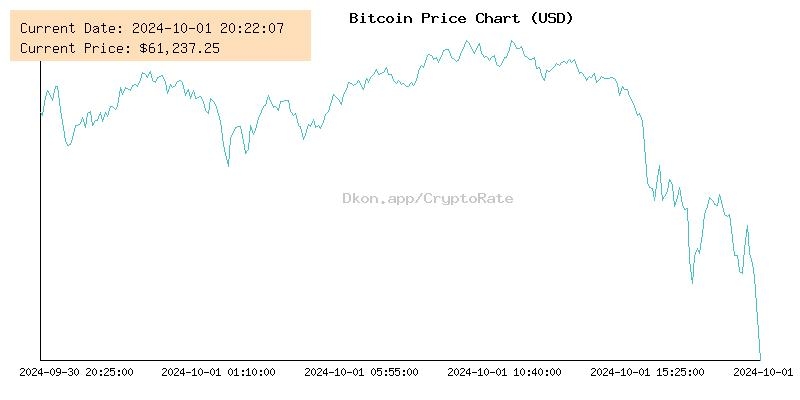 Bitcoin Price Chart (USD)
Current Date: 2024-10-01 20:22:07
Current Price: $61,237.25
Dkon.app/CryptoRate
2024-09-30 20:25:00 2024-10-01 01:10:00 2024-10-01 05:55:00 2024-10-01 10:40:00 2024-10-01 15:25:00 2024-10-01